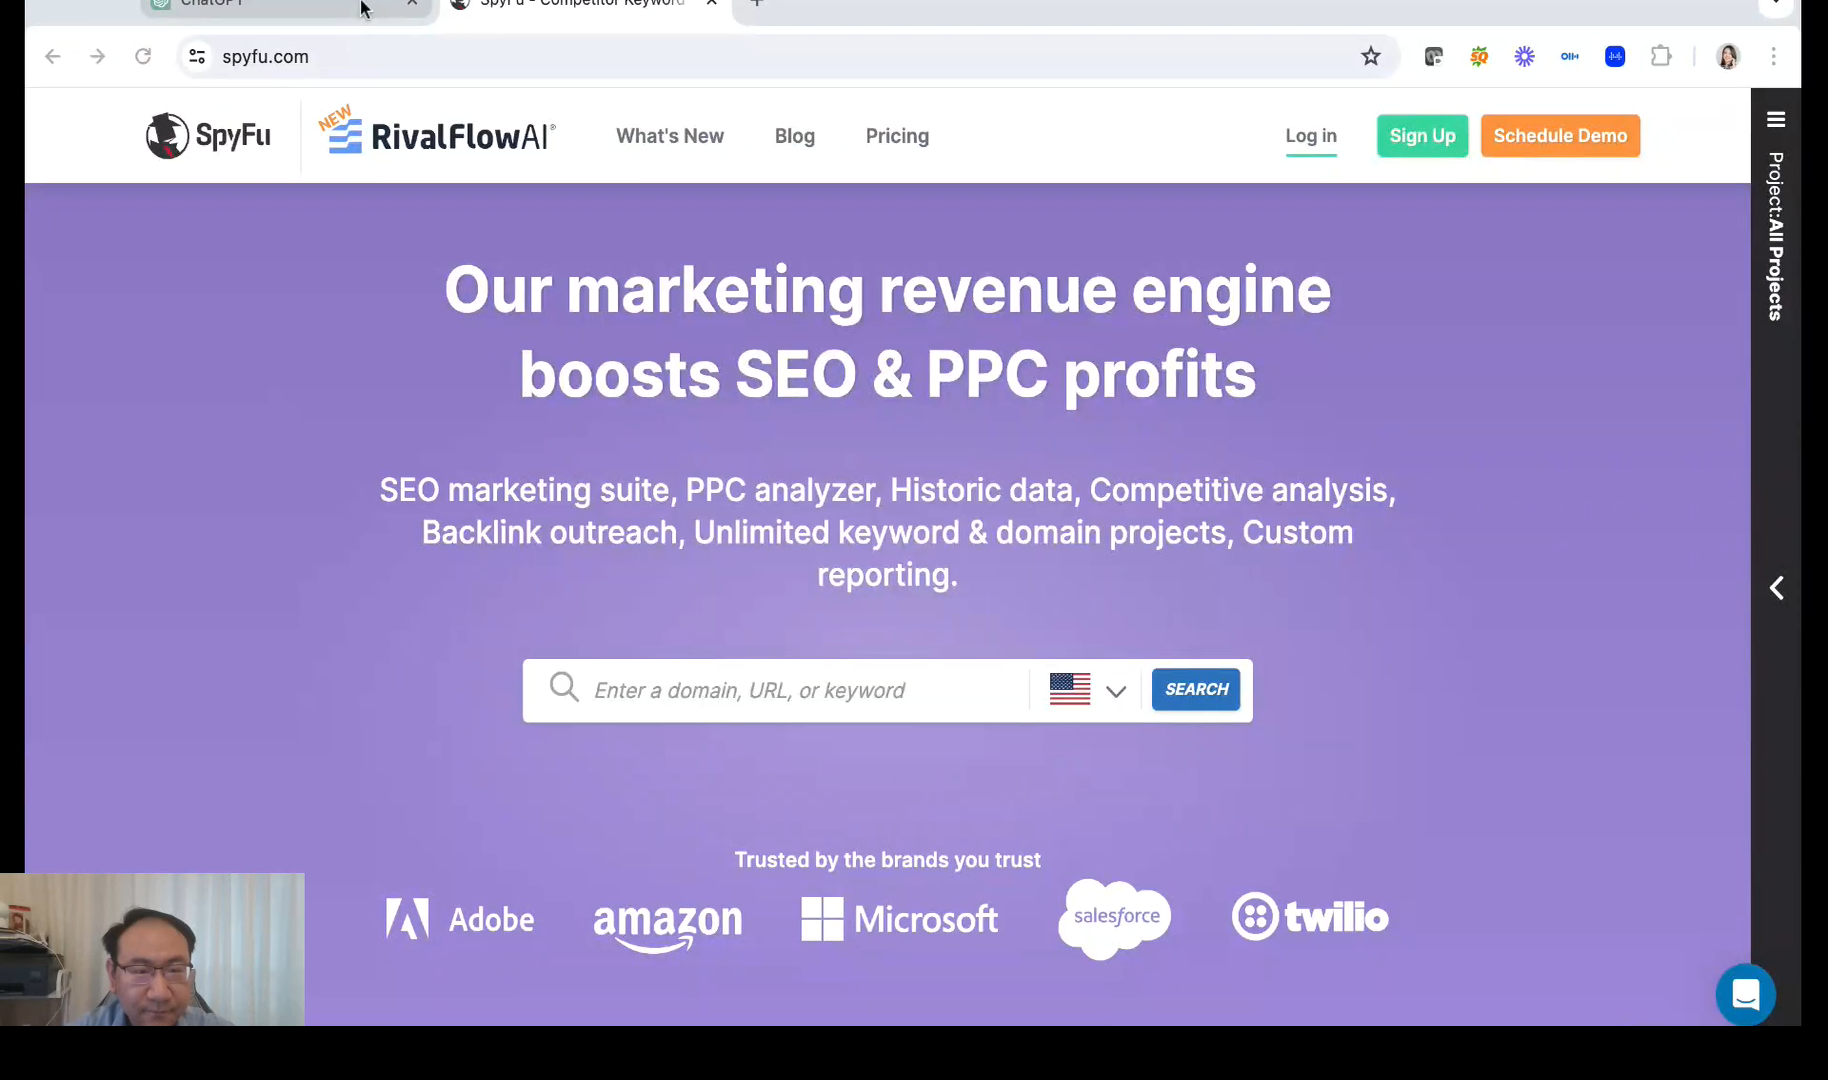 ChatGPT
SpyFu - Competitor Keyword
spyfu.com
SQ
SpyFu
NEW
RivalFlowAI®
What's New
Blog
Pricing
Log in
Sign Up
Schedule Demo
Project:All Projects
Our marketing revenue engine
boosts SEO & PPC profits
SEO marketing suite, PPC analyzer, Historic data, Competitive analysis,
Backlink outreach, Unlimited keyword & domain projects, Custom
reporting.
Enter a domain, URL, or keyword
SEARCH
Trusted by the brands you trust
Adobe
amazon
Microsoft
salesforce
twilio